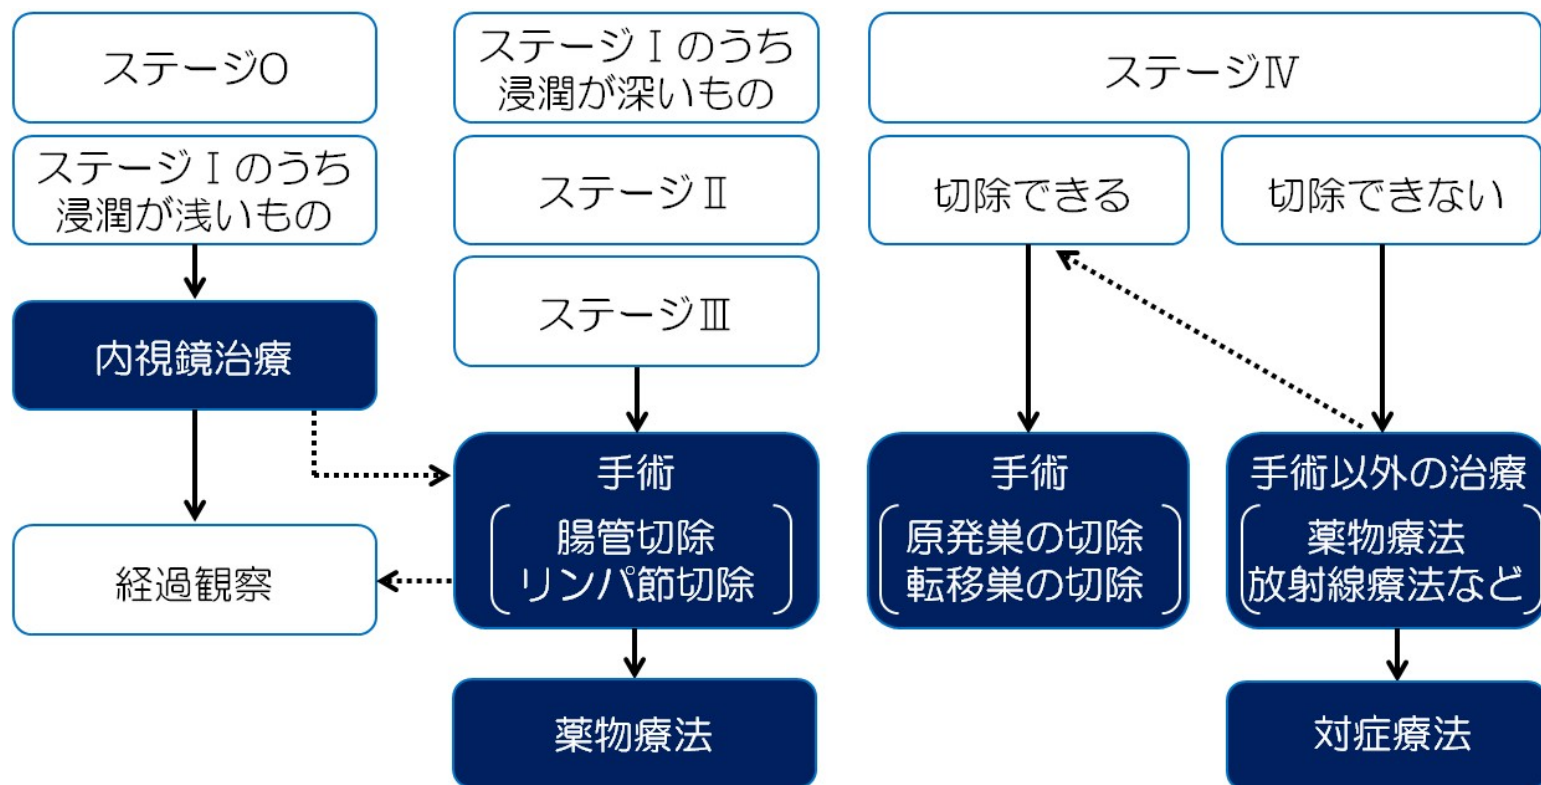 ステージ0
ステージⅠのうち
浸潤が浅いもの
内視鏡治療
経過観察
ステージⅠのうち
浸潤が深いもの
ステージⅡ
ステージⅢ
手術
腸管切除
リンパ節切除
薬物療法
ステージⅣ
切除できる
手術
原発巣の切除
転移巣の切除
切除できない
手術以外の治療
薬物療法
放射線療法など
対症療法